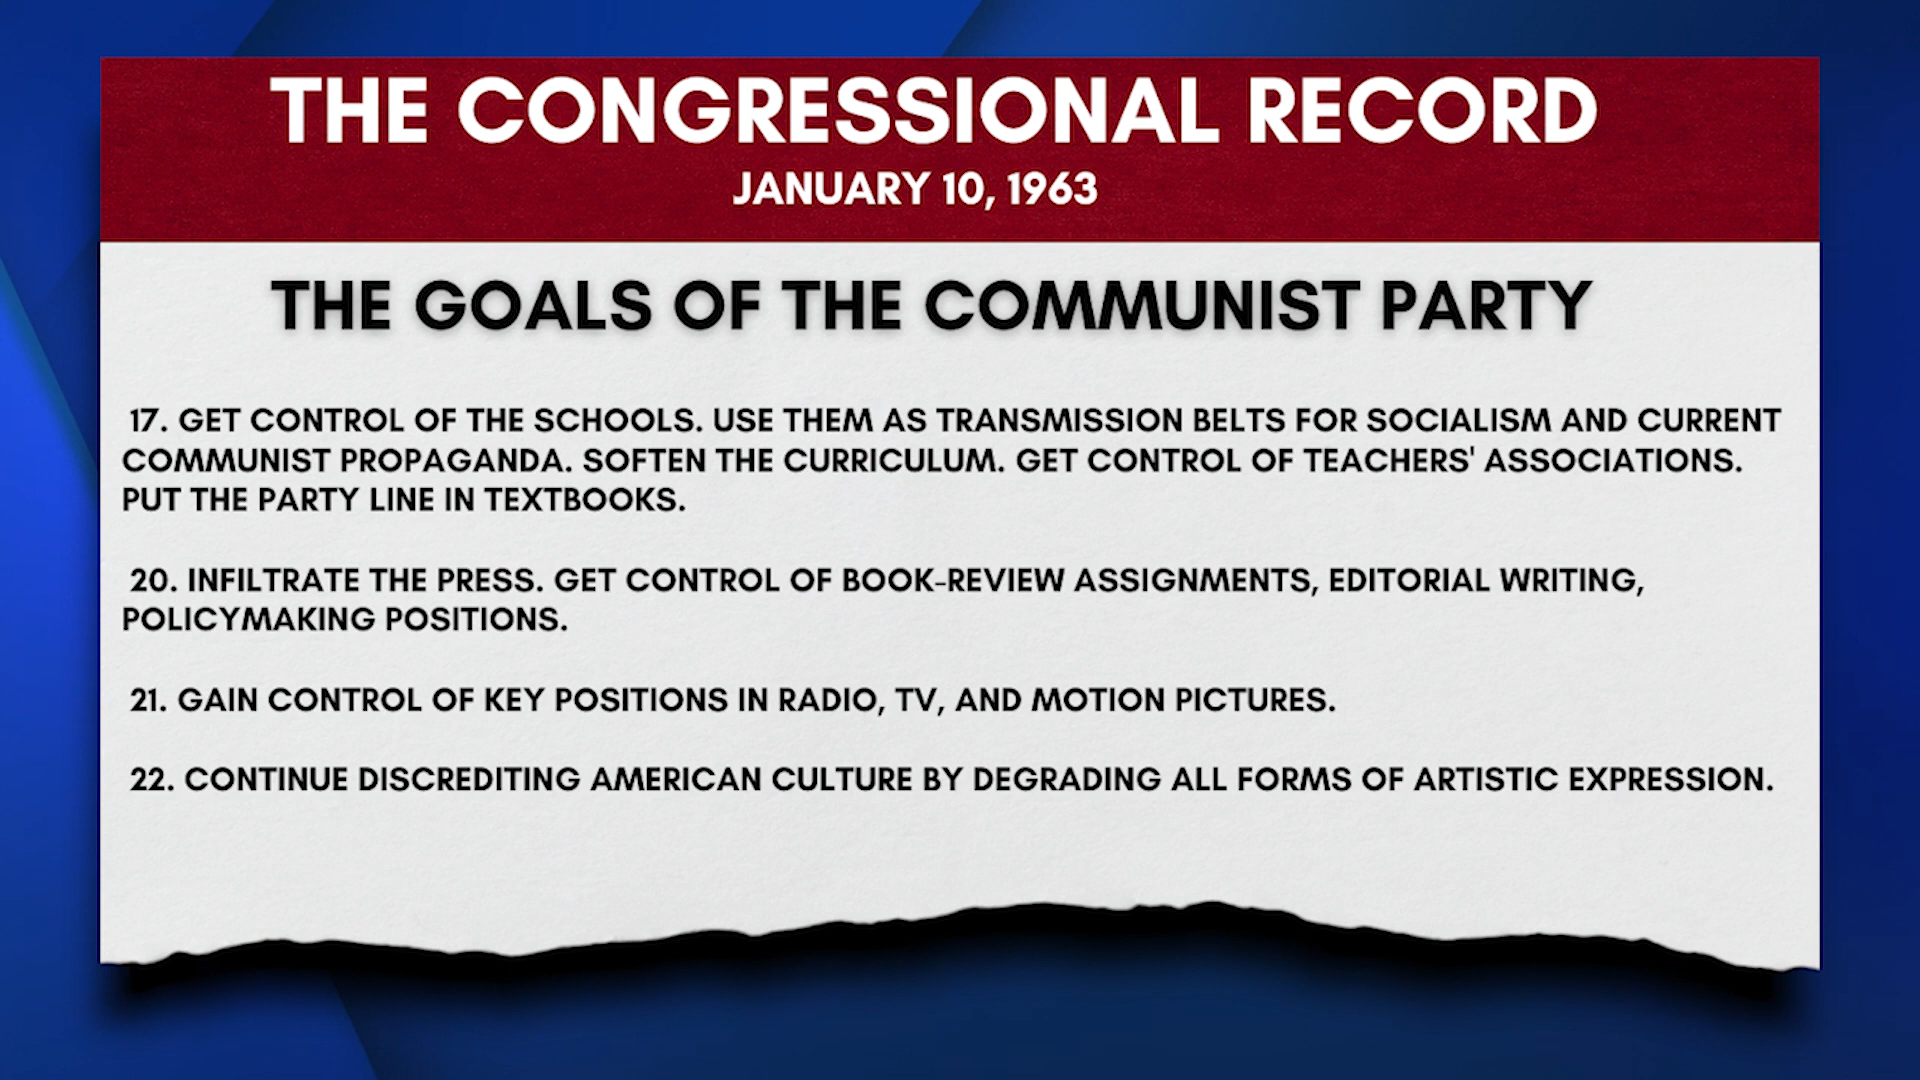 THE CONGRESSIONAL RECORD
JANUARY 10, 1963
THE GOALS OF THE COMMUNIST PARTY
17. GET CONTROL OF THE SCHOOLS. USE THEM AS TRANSMISSION BELTS FOR SOCIALISM AND CURRENT
COMMUNIST PROPAGANDA. SOFTEN THE CURRICULUM. GET CONTROL OF TEACHERS' ASSOCIATIONS.
PUT THE PARTY LINE IN TEXTBOOKS.
20. INFILTRATE THE PRESS. GET CONTROL OF BOOK-REVIEW ASSIGNMENTS, EDITORIAL WRITING,
POLICYMAKING POSITIONS.
21. GAIN CONTROL OF KEY POSITIONS IN RADIO, TV, AND MOTION PICTURES.
22. CONTINUE DISCREDITING AMERICAN CULTURE BY DEGRADING ALL FORMS OF ARTISTIC EXPRESSION.